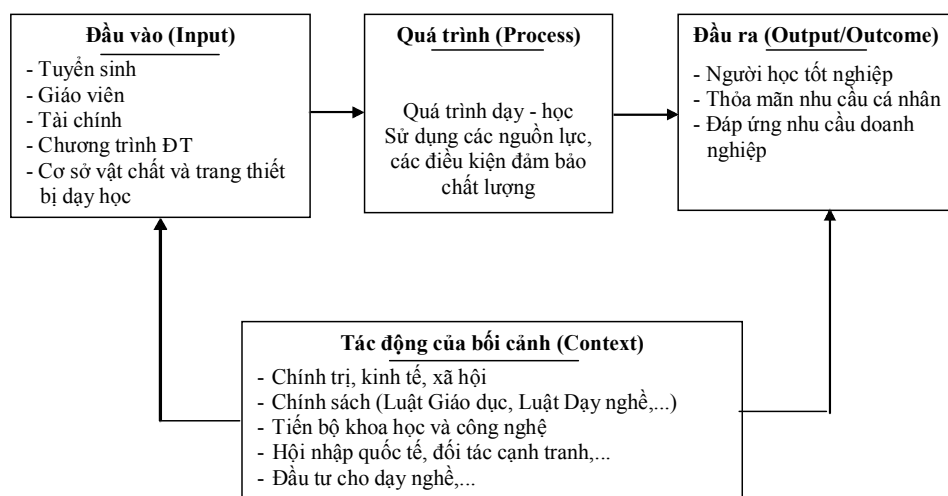 Đầu vào (Input)
- Tuyển sinh
- Giáo viên
- Tài chính
- Chương trình ĐT
- Cơ sở vật chất và trang thiết
bị dạy học
Quá trình (Process)
Quá trình dạy - học
Sử dụng các nguồn lực,
các điều kiện đảm bảo
chất lượng
Đầu ra (Output/Outcome)
- Người học tốt nghiệp
- Thỏa mãn nhu cầu cá nhân
- Đáp ứng nhu cầu doanh
nghiệp
Tác động của bối cảnh (Context)
- Chính trị, kinh tế, xã hội
- Chính sách (Luật Giáo dục, Luật Dạy nghề,...)
- Tiến bộ khoa học và công nghệ
- Hội nhập quốc tế, đối tác cạnh tranh,...
- Đầu tư cho dạy nghề,...